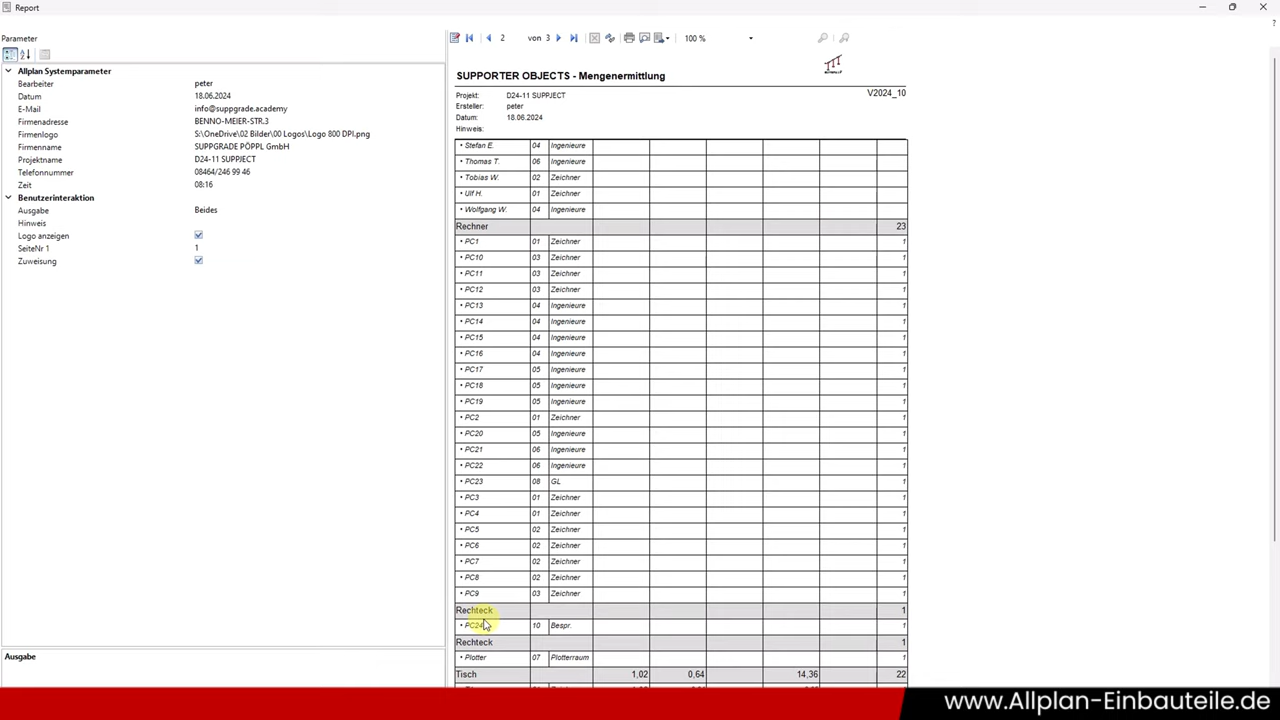 Report
?
Parameter
2 von 3 100 %
Allplan Systemparameter
Bearbeiter peter
Datum 18.06.2024
E-Mail info@suppgrade.academy
Firmenadresse BENNO-MEIER-STR.3
Firmenlogo S:\OneDrive\02 Bilder\00 Logos\Logo 800 DPI.png
Firmenname SUPPGRADE PÖPPL GmbH
Projektname D24-11 SUPPJECT
Telefonnummer 08464/246 99 46
Zeit 08:16
Benutzerinteraktion
Ausgabe Beides
Hinweis
Logo anzeigen
SeiteNr 1 1
Zuweisung
Ausgabe
SUPPORTER OBJECTS - Mengenermittlung
Projekt: D24-11 SUPPJECT V2024_10
Ersteller: peter
Datum: 18.06.2024
Hinweis:
• Stefan E. 04 Ingenieure
• Thomas T. 06 Ingenieure
• Tobias W. 02 Zeichner
• Ulf H. 01 Zeichner
• Wolfgang W. 04 Ingenieure
Rechner 23
• PC1 01 Zeichner 1
• PC10 03 Zeichner 1
• PC11 03 Zeichner 1
• PC12 03 Zeichner 1
• PC13 04 Ingenieure 1
• PC14 04 Ingenieure 1
• PC15 04 Ingenieure 1
• PC16 04 Ingenieure 1
• PC17 05 Ingenieure 1
• PC18 05 Ingenieure 1
• PC19 05 Ingenieure 1
• PC2 01 Zeichner 1
• PC20 05 Ingenieure 1
• PC21 06 Ingenieure 1
• PC22 06 Ingenieure 1
• PC23 08 GL 1
• PC3 01 Zeichner 1
• PC4 01 Zeichner 1
• PC5 02 Zeichner 1
• PC6 02 Zeichner 1
• PC7 02 Zeichner 1
• PC8 02 Zeichner 1
• PC9 03 Zeichner 1
Rechteck 1
• PC24 10 Bespr. 1
Rechteck 1
• Plotter 07 Plotterraum 1
Tisch 1,02 0,64 14,36 22
www.Allplan-Einbauteile.de